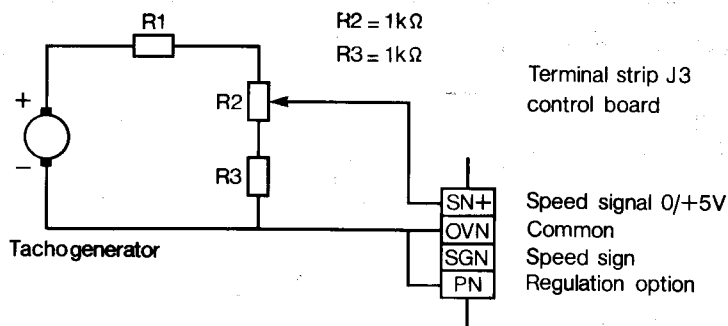 R1
R2 = 1kΩ
R3 = 1kΩ
Terminal strip J3
control board
+
R2
−
R3
SN+ Speed signal 0/+5V
OVN Common
SGN Speed sign
PN Regulation option
Tachogenerator